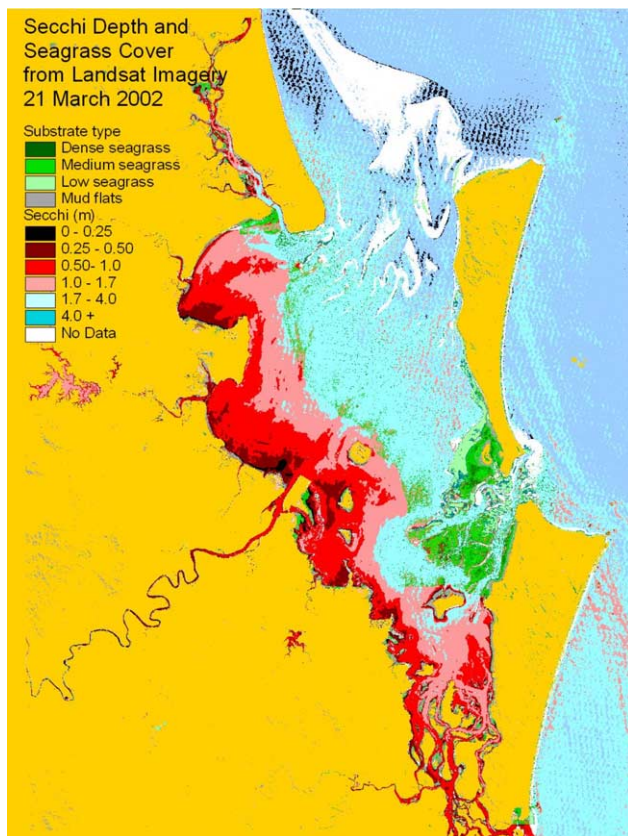 Secchi Depth and
Seagrass Cover
from Landsat Imagery
21 March 2002
Substrate type
Dense seagrass
Medium seagrass
Low seagrass
Mud flats
Secchi (m)
0 - 0.25
0.25 - 0.50
0.50- 1.0
1.0 - 1.7
1.7 - 4.0
4.0 +
No Data